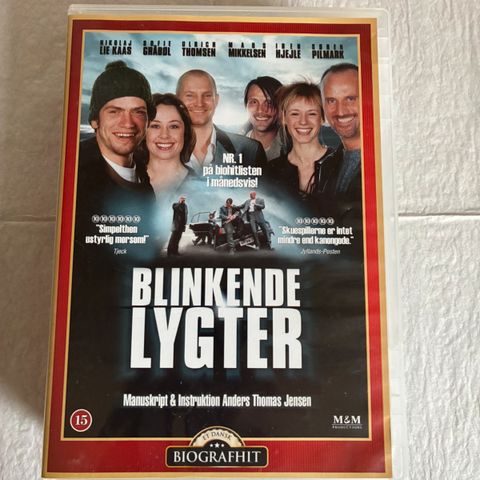 NIKOLAJ SOFIE ULRICH MADS IBEN SØREN
LIE KAAS GRÅBØL THOMSEN MIKKELSEN HJEJLE PILMARK
NR. 1
på biohitlisten
i månedsvis!
"Simpelthen
ustyrlig morsom!"
Tjeck
"Skuespillerne er intet
mindre end kanongode."
Jyllands-Posten
BLINKENDE
LYGTER
Manuskript & Instruktion Anders Thomas Jensen
15
M&M
PRODUCTIONS
ET DANSK
BIOGRAFHIT